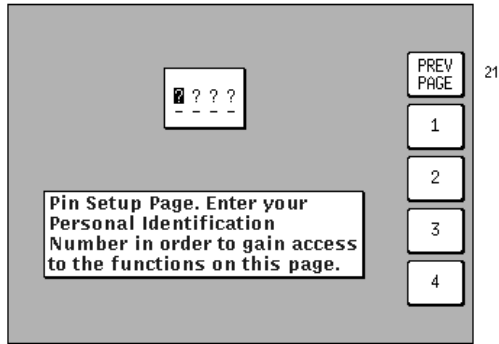 PREV
PAGE
21
? ? ? ?
1
2
Pin Setup Page. Enter your
Personal Identification
Number in order to gain access
to the functions on this page.
3
4